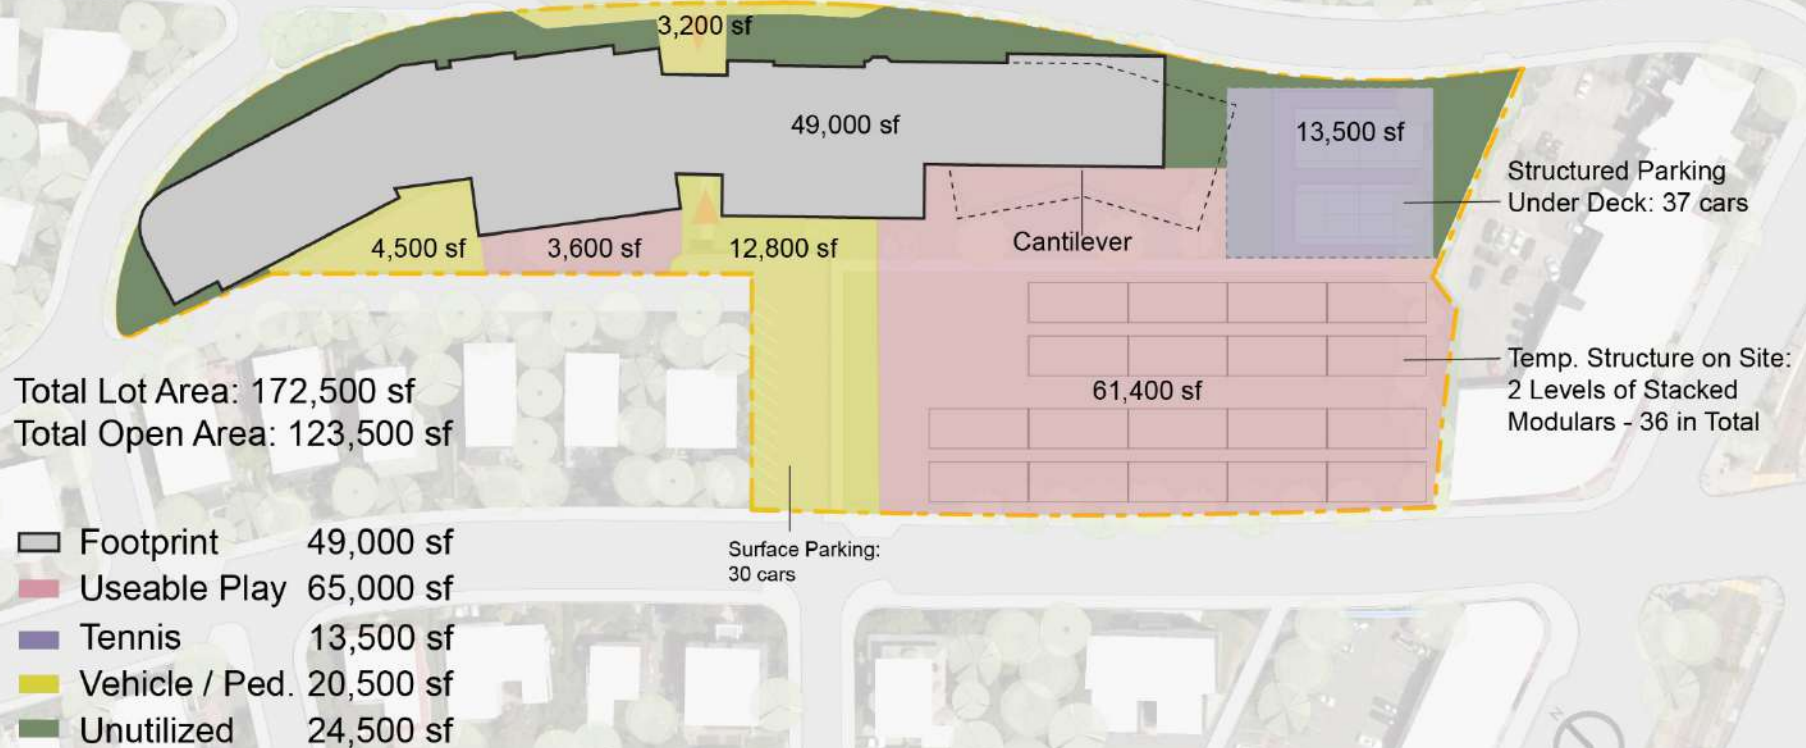 3,200 sf
49,000 sf
13,500 sf
Structured Parking
Under Deck: 37 cars
4,500 sf
3,600 sf
12,800 sf
Cantilever
Temp. Structure on Site:
2 Levels of Stacked
Modulars - 36 in Total
61,400 sf
Total Lot Area: 172,500 sf
Total Open Area: 123,500 sf
Surface Parking:
30 cars
Footprint 49,000 sf
Useable Play 65,000 sf
Tennis 13,500 sf
Vehicle / Ped. 20,500 sf
Unutilized 24,500 sf
N